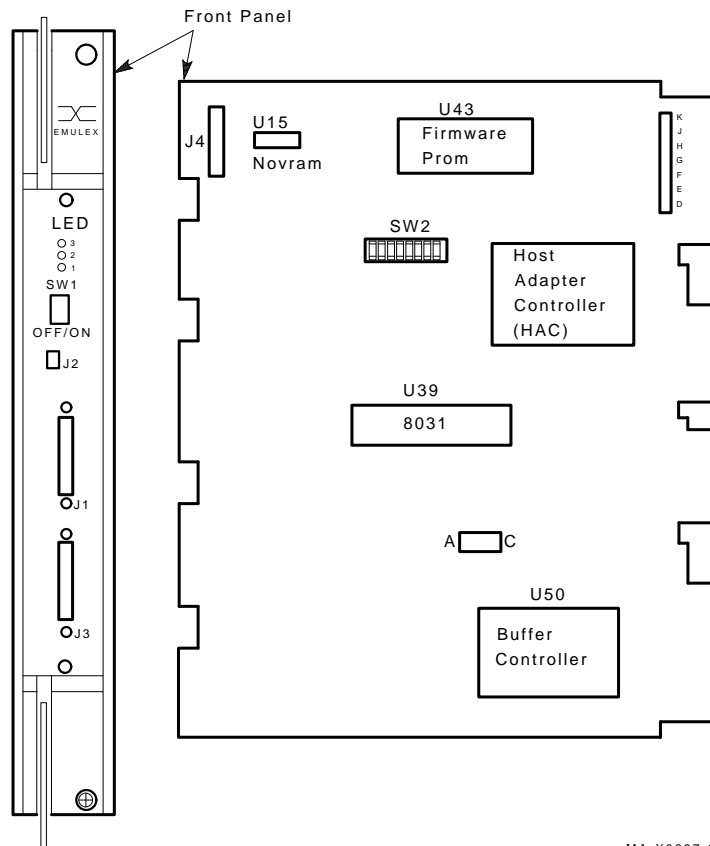 Front Panel
EMULEX
LED
3
2
1
SW1
OFF/ON
J2
J1
J3
J4
U15
Novram
U43
Firmware
Prom
K
J
H
G
F
E
D
SW2
Host
Adapter
Controller
(HAC)
U39
8031
A
C
U50
Buffer
Controller